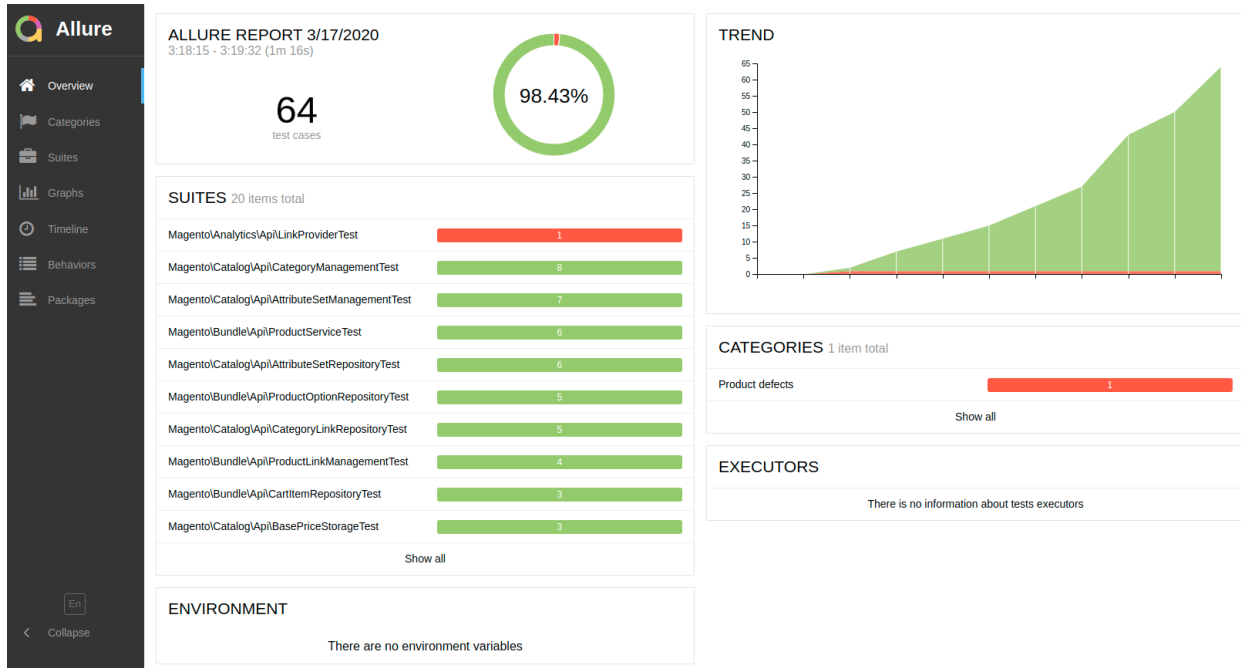 Allure
Overview
Categories
Suites
Graphs
Timeline
Behaviors
Packages
En
Collapse
ALLURE REPORT 3/17/2020
3:18:15 - 3:19:32 (1m 16s)
64
test cases
98.43%
SUITES 20 items total
Magento\Analytics\Api\LinkProviderTest 1
Magento\Catalog\Api\CategoryManagementTest 8
Magento\Catalog\Api\AttributeSetManagementTest 7
Magento\Bundle\Api\ProductServiceTest 6
Magento\Catalog\Api\AttributeSetRepositoryTest 6
Magento\Bundle\Api\ProductOptionRepositoryTest 5
Magento\Catalog\Api\CategoryLinkRepositoryTest 5
Magento\Bundle\Api\ProductLinkManagementTest 4
Magento\Bundle\Api\CartItemRepositoryTest 3
Magento\Catalog\Api\BasePriceStorageTest 3
Show all
ENVIRONMENT
There are no environment variables
TREND
65
60
55
50
45
40
35
30
25
20
15
10
5
0
CATEGORIES 1 item total
Product defects 1
Show all
EXECUTORS
There is no information about tests executors